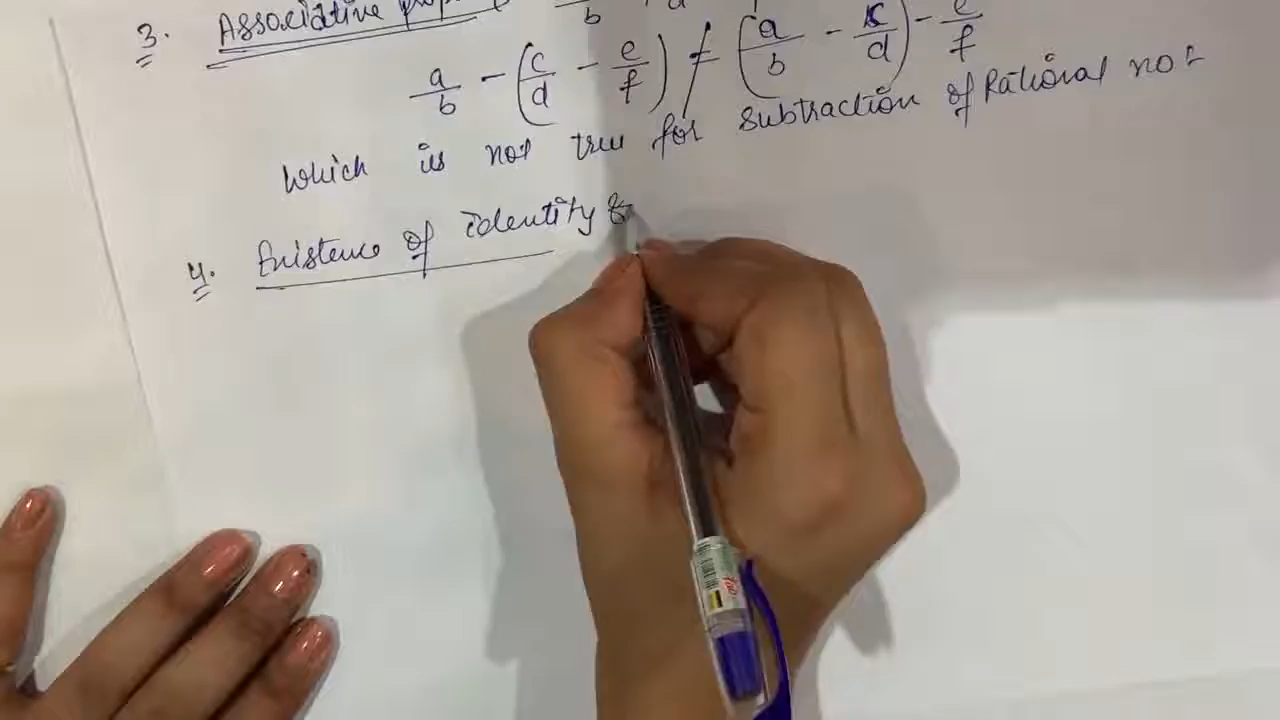 3. Associative
a/b - (c/d - e/f) ≠ (a/b - c/d) - e/f
Which is not true for subtraction of Rational no~
4. Existence of identity